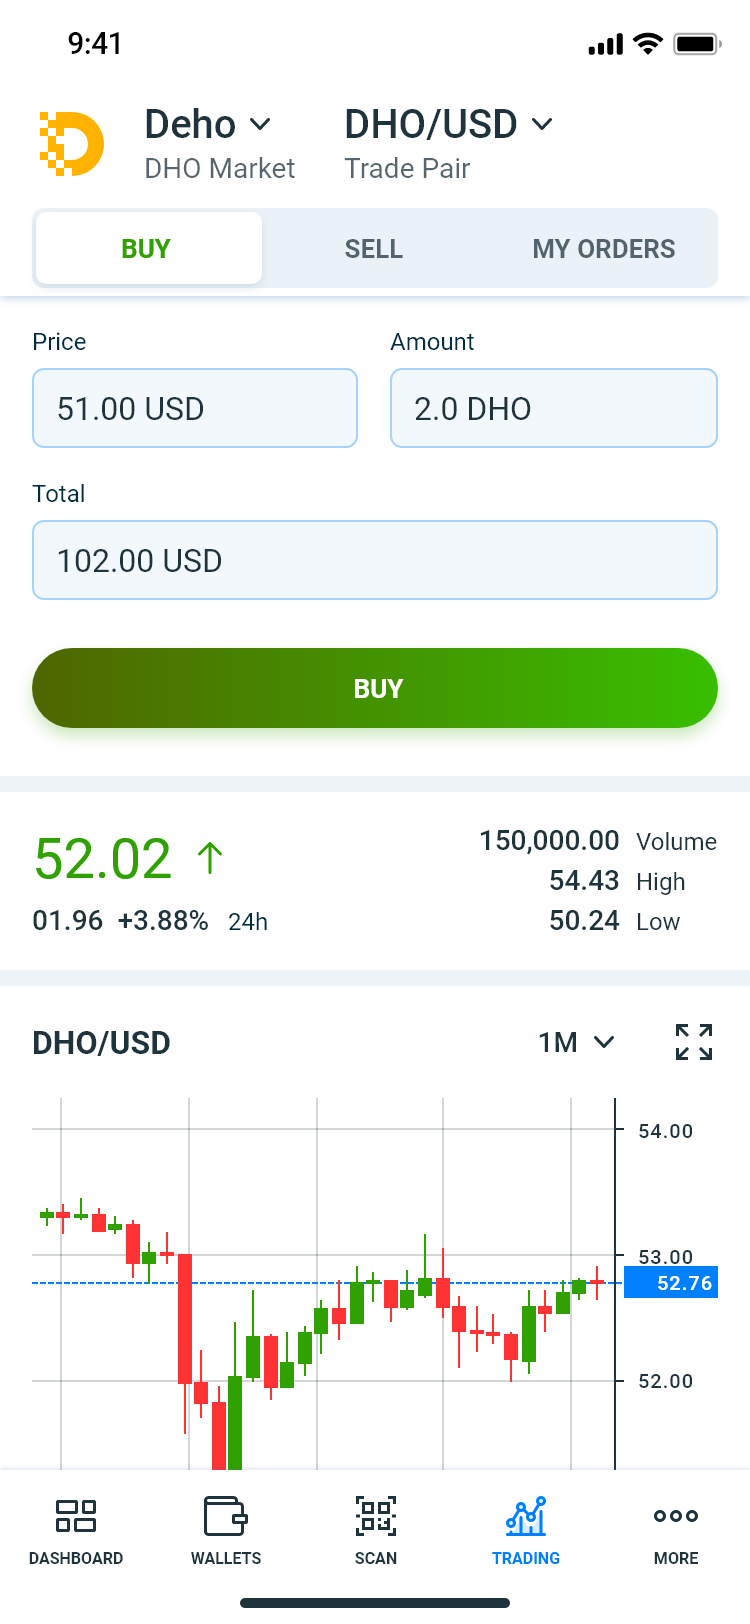 9:41
Deho DHO/USD
DHO Market Trade Pair
BUY SELL MY ORDERS
Price Amount
51.00 USD 2.0 DHO
Total
102.00 USD
BUY
52.02 150,000.00 Volume
54.43 High
01.96 +3.88% 24h 50.24 Low
DHO/USD 1M
54.00
53.00
52.76
52.00
DASHBOARD WALLETS SCAN TRADING MORE